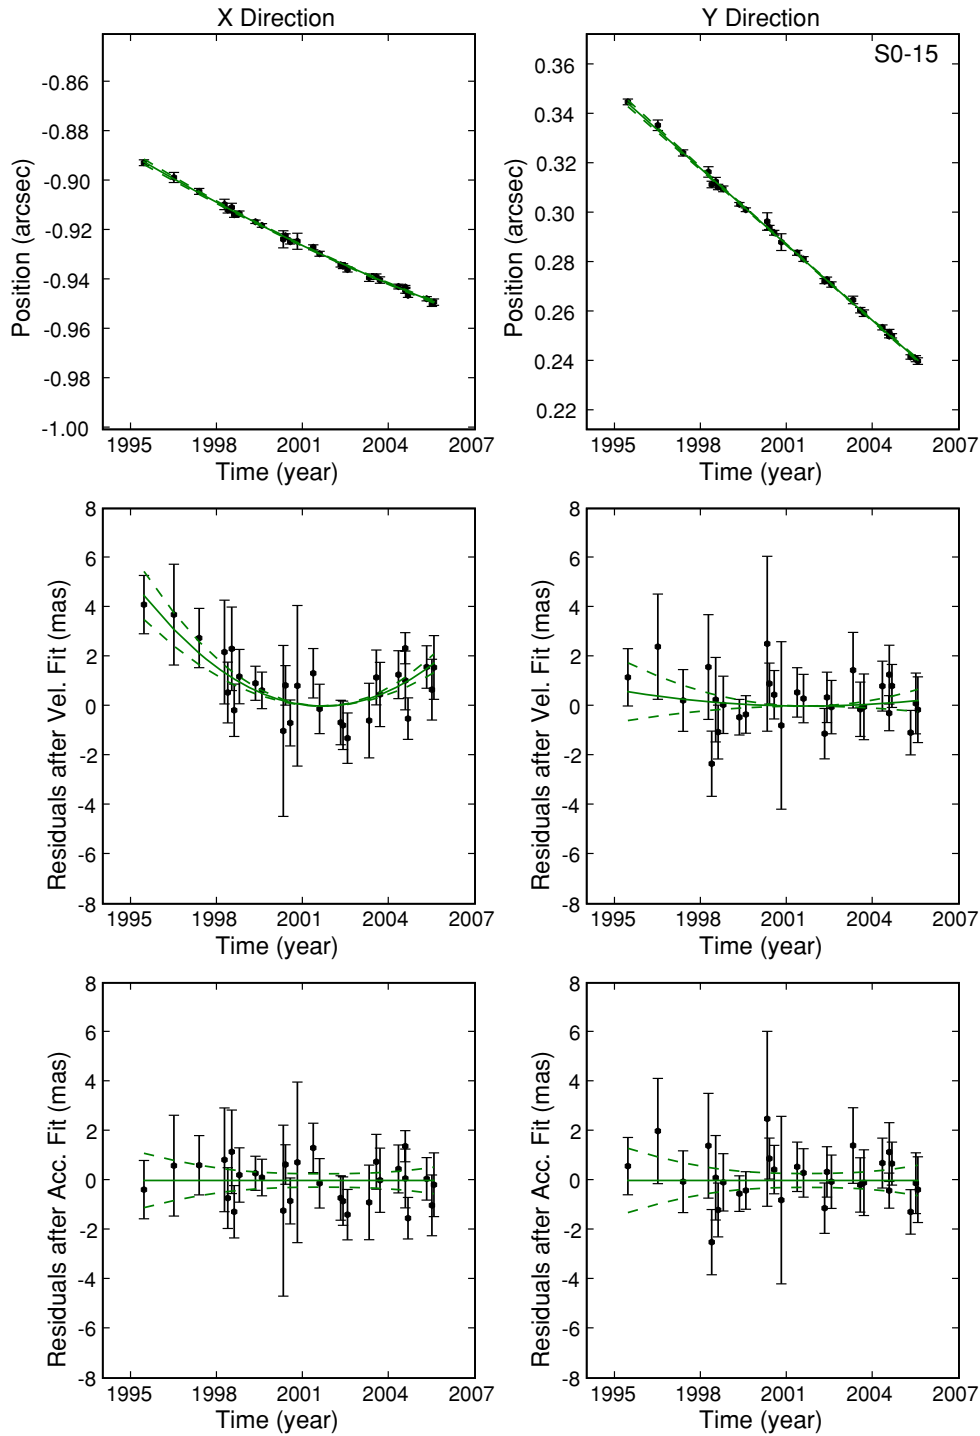 X Direction
Y Direction
S0-15
Position (arcsec)
-0.86
-0.88
-0.90
-0.92
-0.94
-0.96
-0.98
-1.00
1995 1998 2001 2004 2007
Time (year)
Position (arcsec)
0.36
0.34
0.32
0.30
0.28
0.26
0.24
0.22
1995 1998 2001 2004 2007
Time (year)
Residuals after Vel. Fit (mas)
8
6
4
2
0
-2
-4
-6
-8
1995 1998 2001 2004 2007
Time (year)
Residuals after Vel. Fit (mas)
8
6
4
2
0
-2
-4
-6
-8
1995 1998 2001 2004 2007
Time (year)
Residuals after Acc. Fit (mas)
8
6
4
2
0
-2
-4
-6
-8
1995 1998 2001 2004 2007
Time (year)
Residuals after Acc. Fit (mas)
8
6
4
2
0
-2
-4
-6
-8
1995 1998 2001 2004 2007
Time (year)